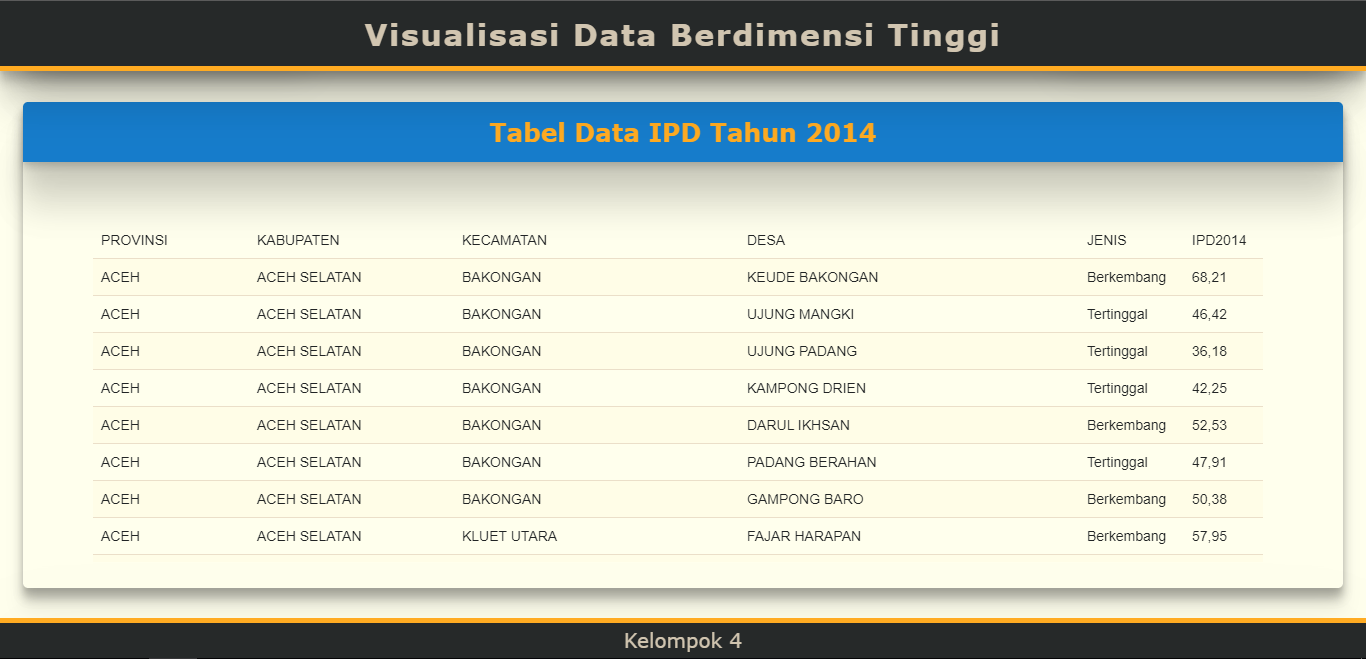 Visualisasi Data Berdimensi Tinggi
Tabel Data IPD Tahun 2014
PROVINSI KABUPATEN KECAMATAN DESA JENIS IPD2014
ACEH ACEH SELATAN BAKONGAN KEUDE BAKONGAN Berkembang 68,21
ACEH ACEH SELATAN BAKONGAN UJUNG MANGKI Tertinggal 46,42
ACEH ACEH SELATAN BAKONGAN UJUNG PADANG Tertinggal 36,18
ACEH ACEH SELATAN BAKONGAN KAMPONG DRIEN Tertinggal 42,25
ACEH ACEH SELATAN BAKONGAN DARUL IKHSAN Berkembang 52,53
ACEH ACEH SELATAN BAKONGAN PADANG BERAHAN Tertinggal 47,91
ACEH ACEH SELATAN BAKONGAN GAMPONG BARO Berkembang 50,38
ACEH ACEH SELATAN KLUET UTARA FAJAR HARAPAN Berkembang 57,95
Kelompok 4